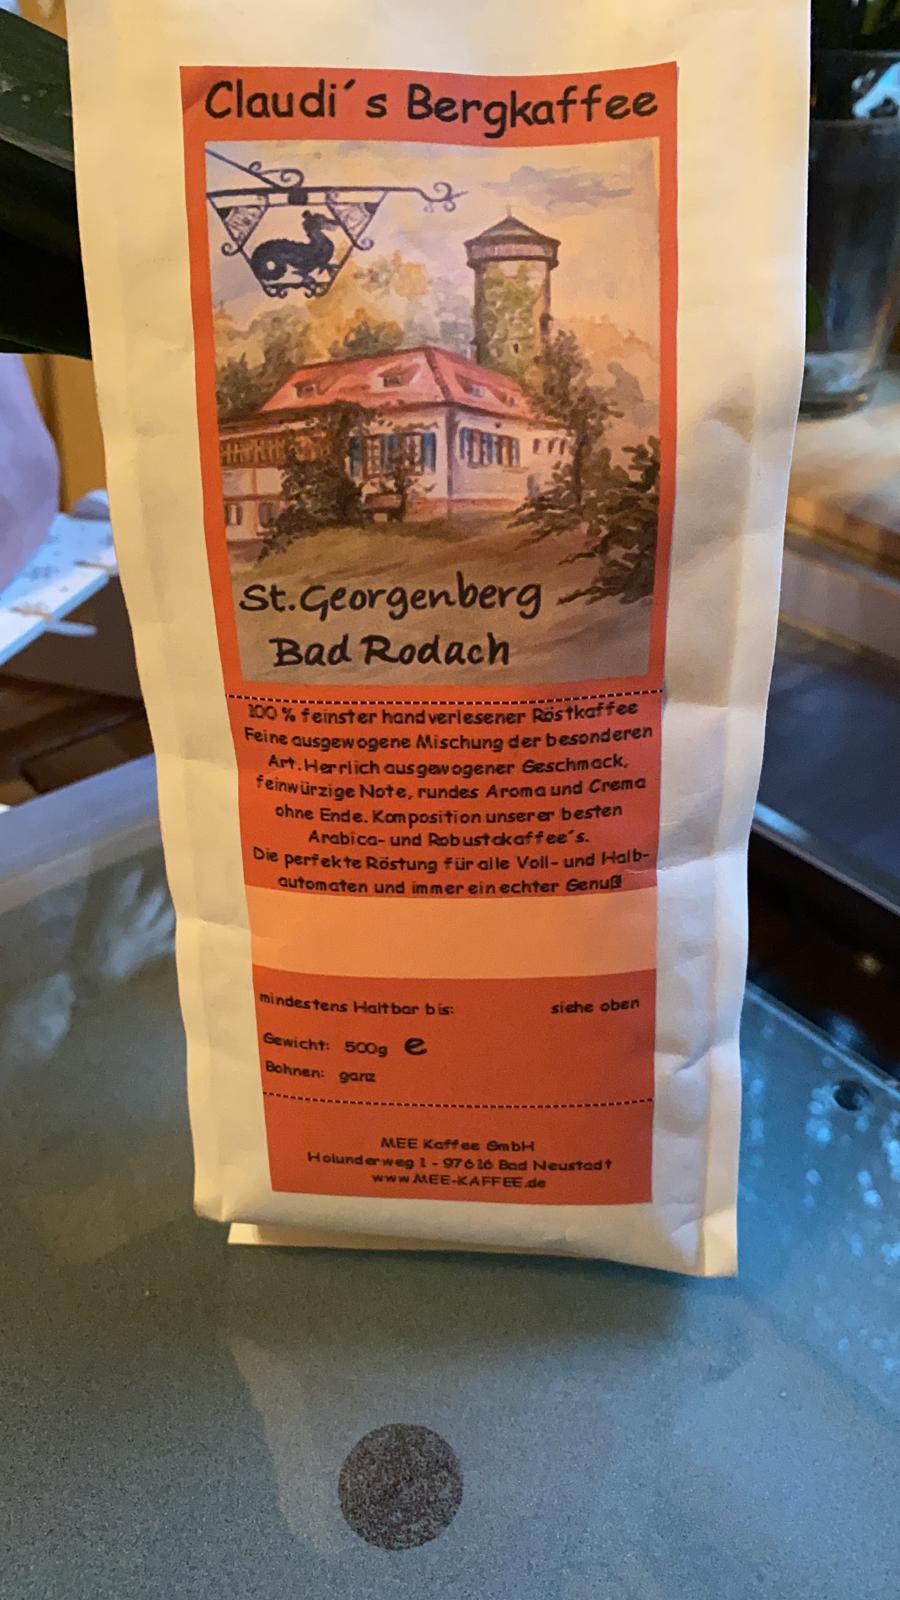 Claudi´s Bergkaffee
St.Georgenberg
Bad Rodach
100 % feinster handverlesener Röstkaffee
Feine ausgewogene Mischung der besonderen
Art. Herrlich ausgewogener Geschmack,
feinwürzige Note, rundes Aroma und Crema
ohne Ende. Komposition unserer besten
Arabica- und Robustakaffee´s.
Die perfekte Röstung für alle Voll- und Halb-
automaten und immer ein echter Genuß
mindestens Haltbar bis: siehe oben
Gewicht: 500g e
Bohnen: ganz
MEE Kaffee GmbH
Holunderweg 1 - 97616 Bad Neustadt
www.MEE-KAFFEE.de